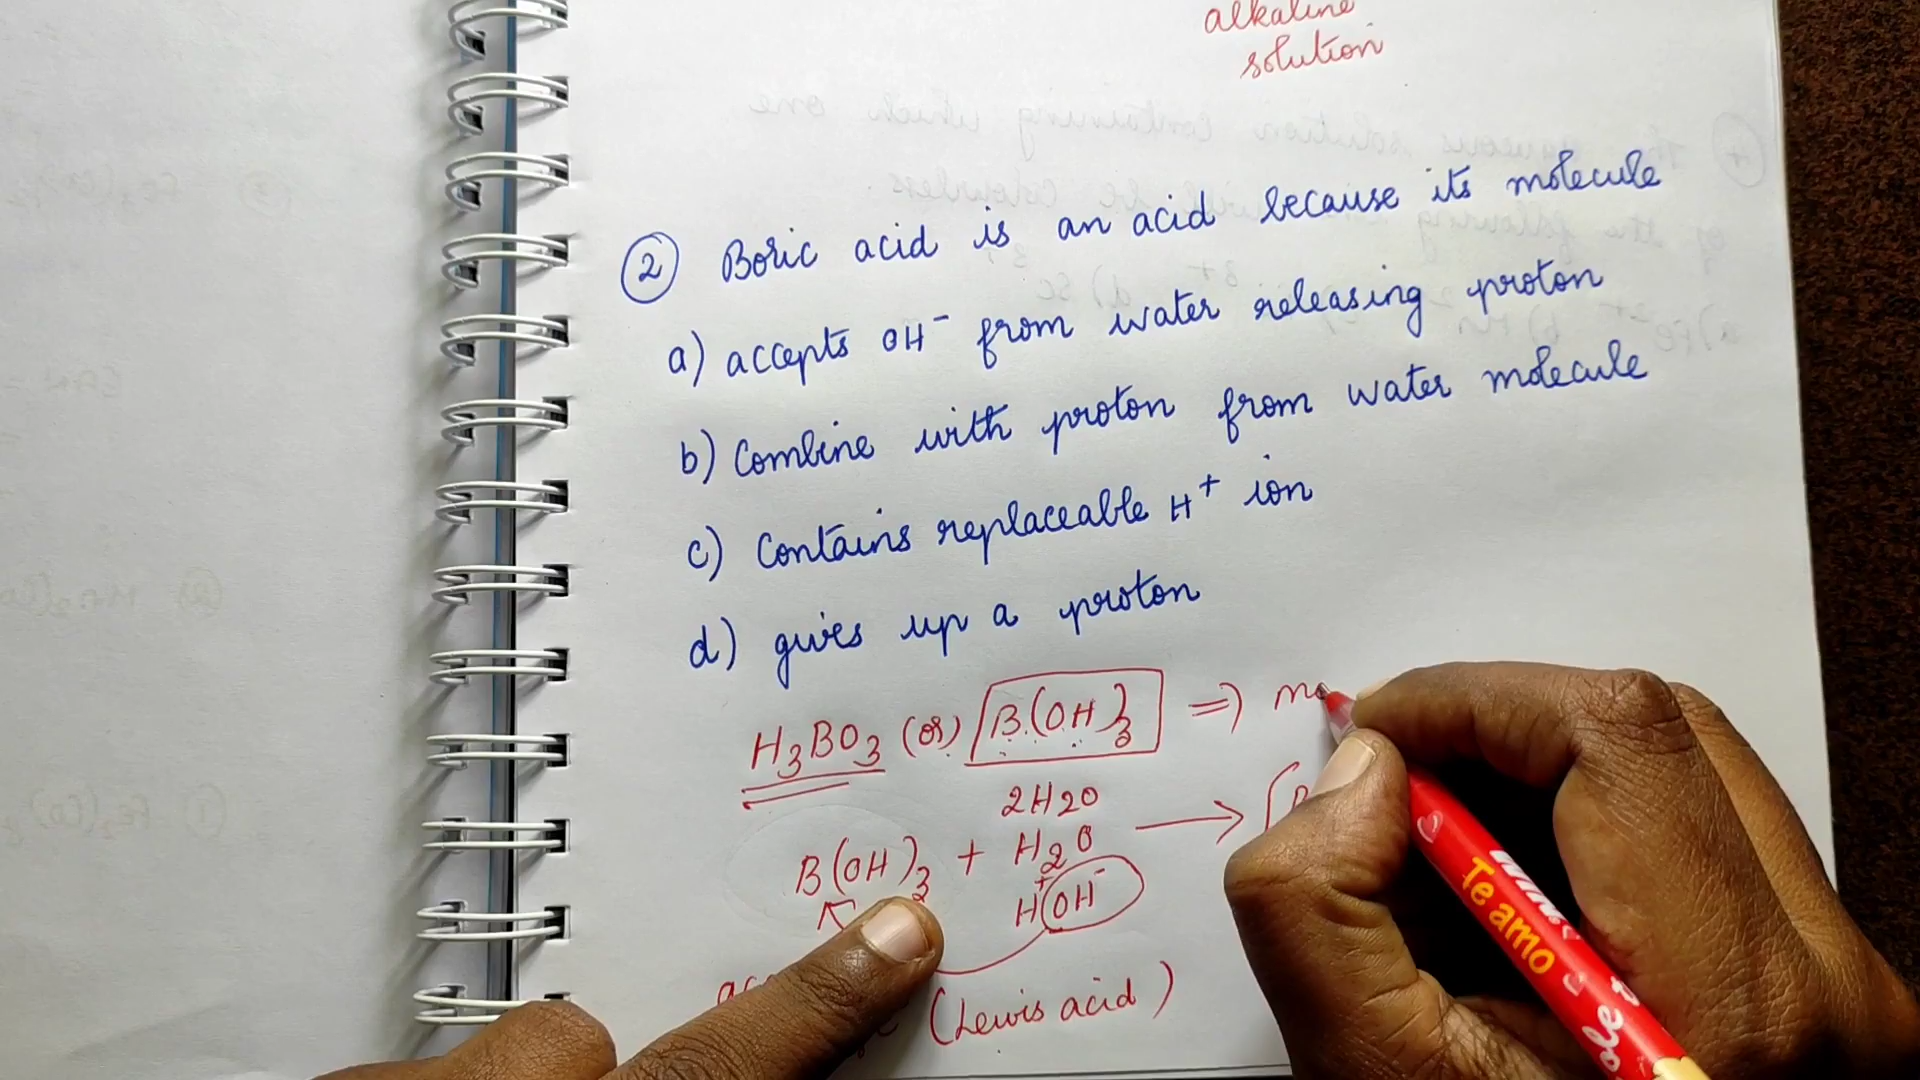 alkaline
solution
② Boric acid is an acid because its molecule
a) accepts OH⁻ from water releasing proton
b) Combine with proton from water molecule
c) Contains replaceable H⁺ ion
d) gives up a proton
H₃BO₃ (or) B(OH)₃ ⇒
2H2O
B(OH)₃ + H₂O →
H⁺ OH⁻
(Lewis acid)
Te amo